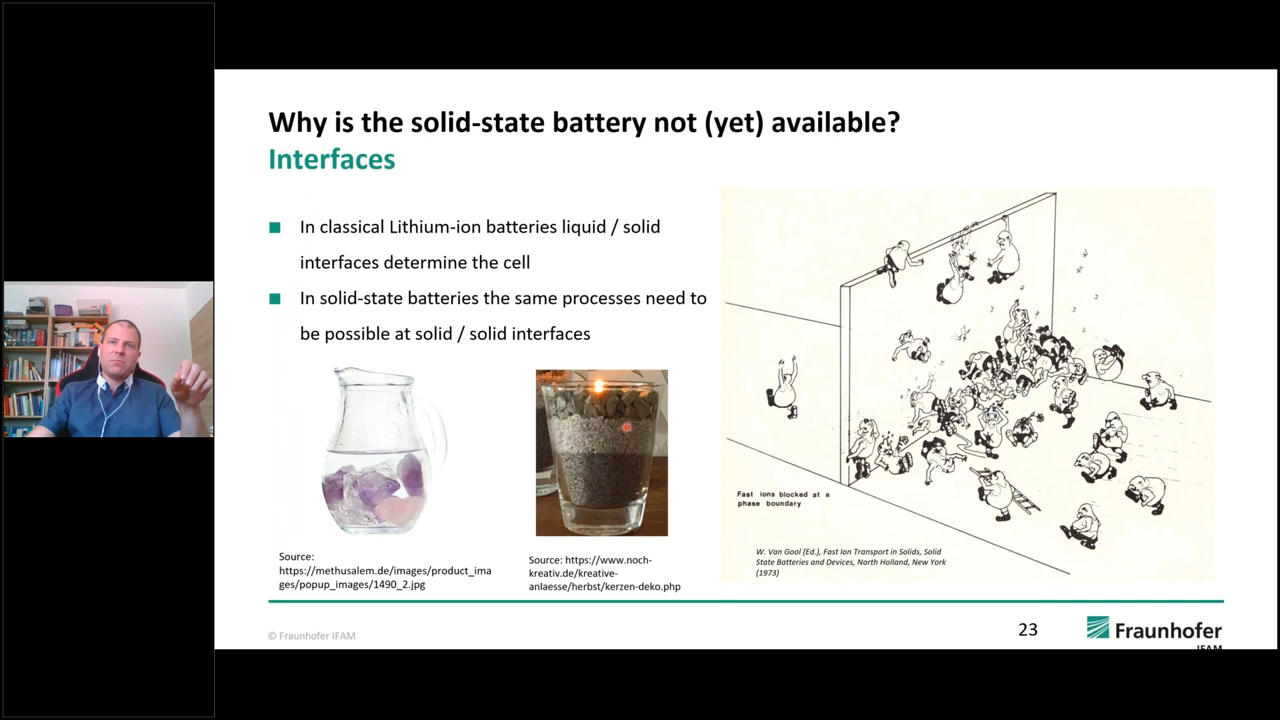 Why is the solid-state battery not (yet) available?
Interfaces
■ In classical Lithium-ion batteries liquid / solid
interfaces determine the cell
■ In solid-state batteries the same processes need to
be possible at solid / solid interfaces
Source:
https://methusalem.de/images/product_ima
ges/popup_images/1490_2.jpg
Source: https://www.noch-
kreativ.de/kreative-
anlaesse/herbst/kerzen-deko.php
Fast ions blocked at a
phase boundary
W. Van Gool (Ed.), Fast Ion Transport in Solids, Solid
State Batteries and Devices, North Holland, New York
(1973)
© Fraunhofer IFAM
23
Fraunhofer
IFAM